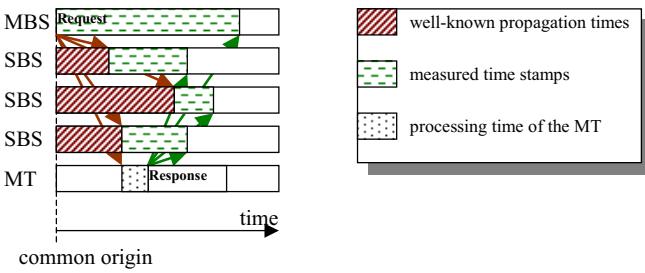 MBS
Request
SBS
SBS
SBS
MT
Response
time
common origin
well-known propagation times
measured time stamps
processing time of the MT